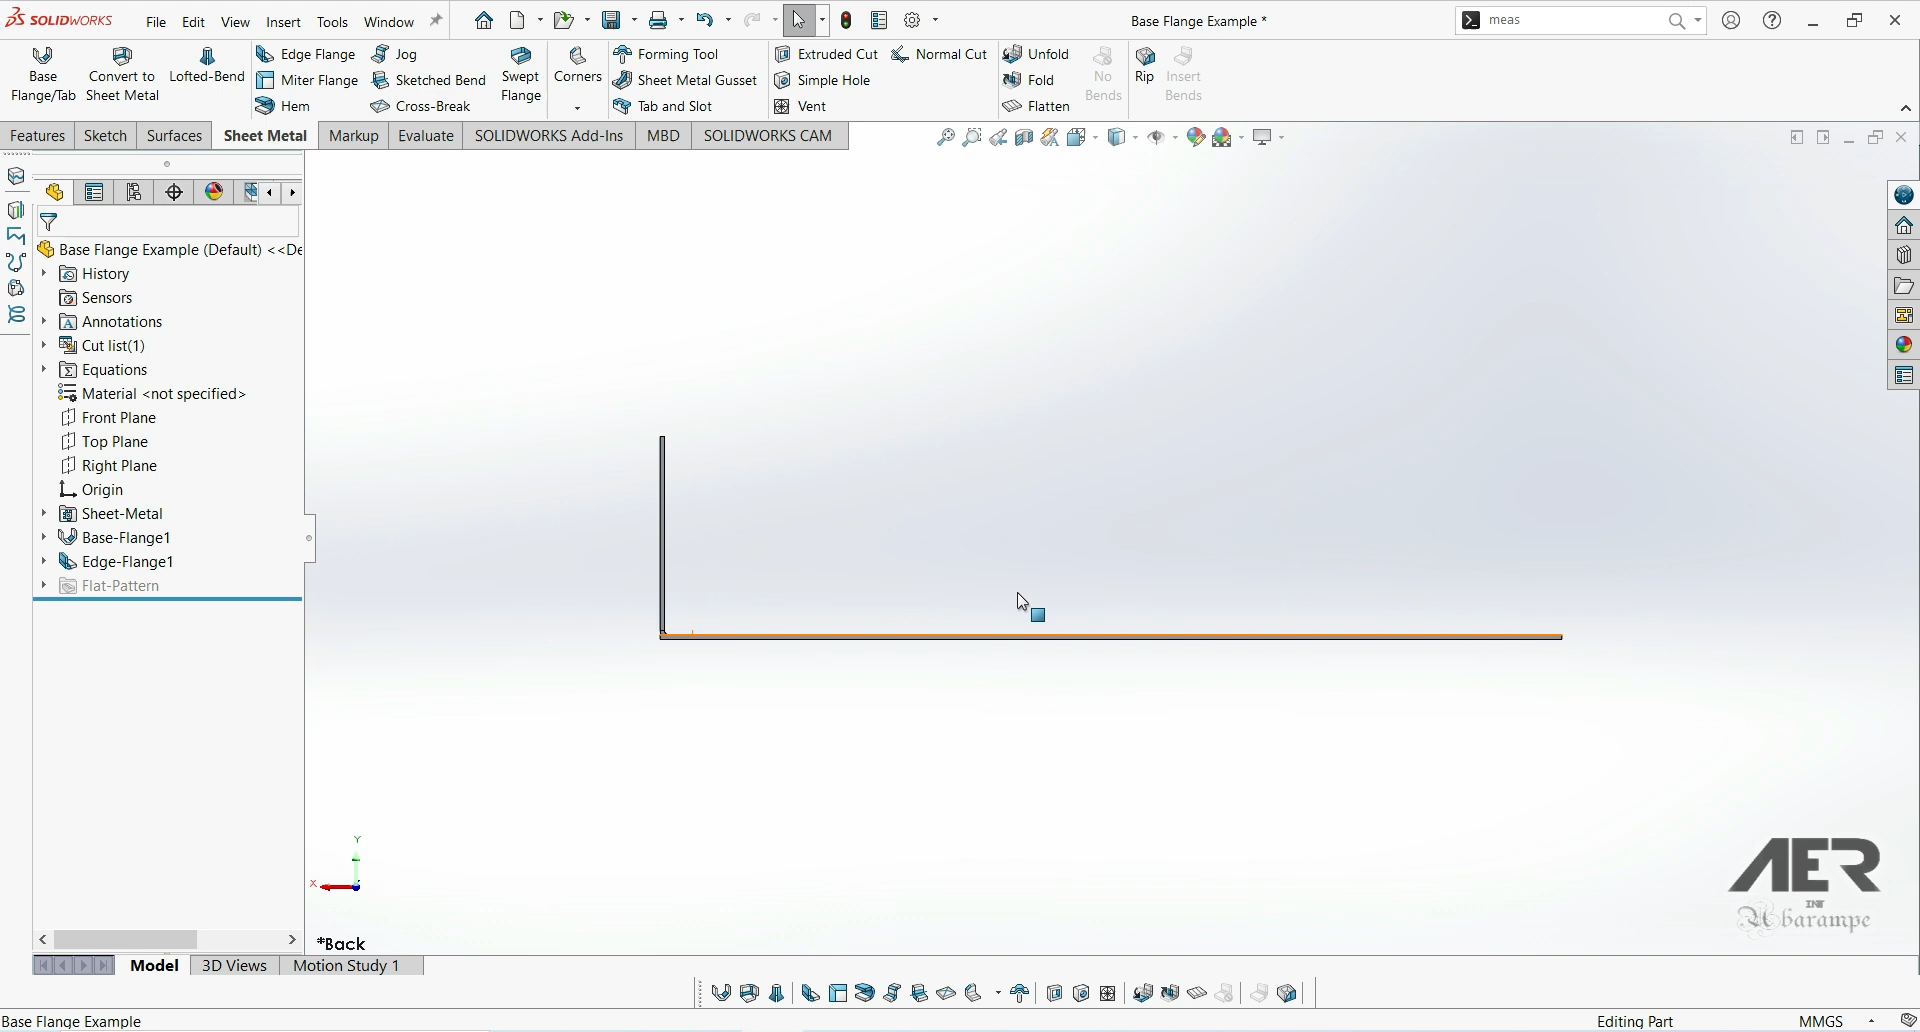 SOLIDWORKS
File Edit View Insert Tools Window
Base Flange Example *
meas
Base Flange/Tab
Convert to Sheet Metal
Lofted-Bend
Edge Flange
Miter Flange
Hem
Jog
Sketched Bend
Cross-Break
Swept Flange
Corners
Forming Tool
Sheet Metal Gusset
Tab and Slot
Extruded Cut
Simple Hole
Vent
Normal Cut
Unfold
Fold
Flatten
No Bends
Rip
Insert Bends
Features Sketch Surfaces Sheet Metal Markup Evaluate SOLIDWORKS Add-Ins MBD SOLIDWORKS CAM
Base Flange Example (Default) <<De
History
Sensors
Annotations
Cut list(1)
Equations
Material <not specified>
Front Plane
Top Plane
Right Plane
Origin
Sheet-Metal
Base-Flange1
Edge-Flange1
Flat-Pattern
Y
X
*Back
AER
INT
Abarampe
Model 3D Views Motion Study 1
Base Flange Example
Editing Part
MMGS